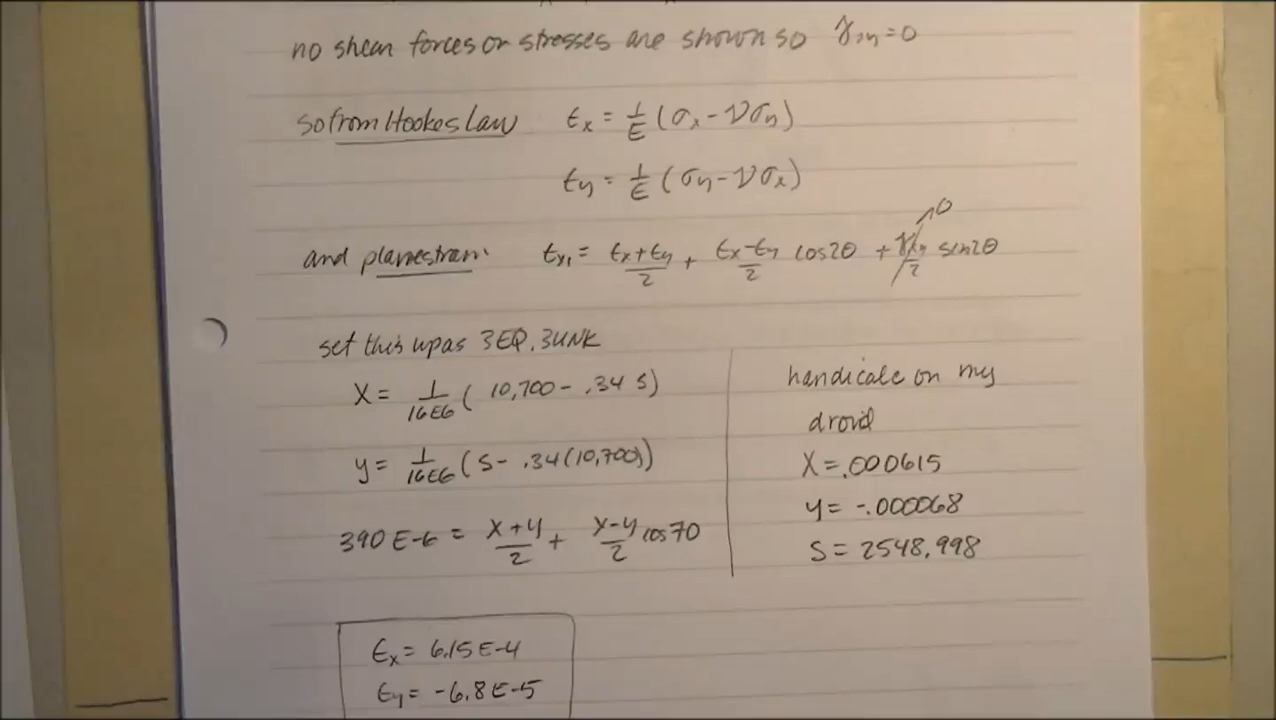 no shear forces or stresses are shown so γxy = 0
so from Hookes Law εx = 1/E (σx - νσy)
εy = 1/E (σy - νσx)
and plane strain: εx₁ = (εx + εy)/2 + (εx - εy)/2 cos2θ + γxy/2 sin2θ
0
set this up as 3EQ. 3UNK
X = 1/16E6 ( 10,700 - .34 S)
y = 1/16E6 (S - .34(10,700))
390 E-6 = (X+y)/2 + (X-y)/2 cos70
handicalc on my
droid
X = .000615
y = -.000068
S = 2548.998
εx = 6.15E-4
εy = -6.8E-5